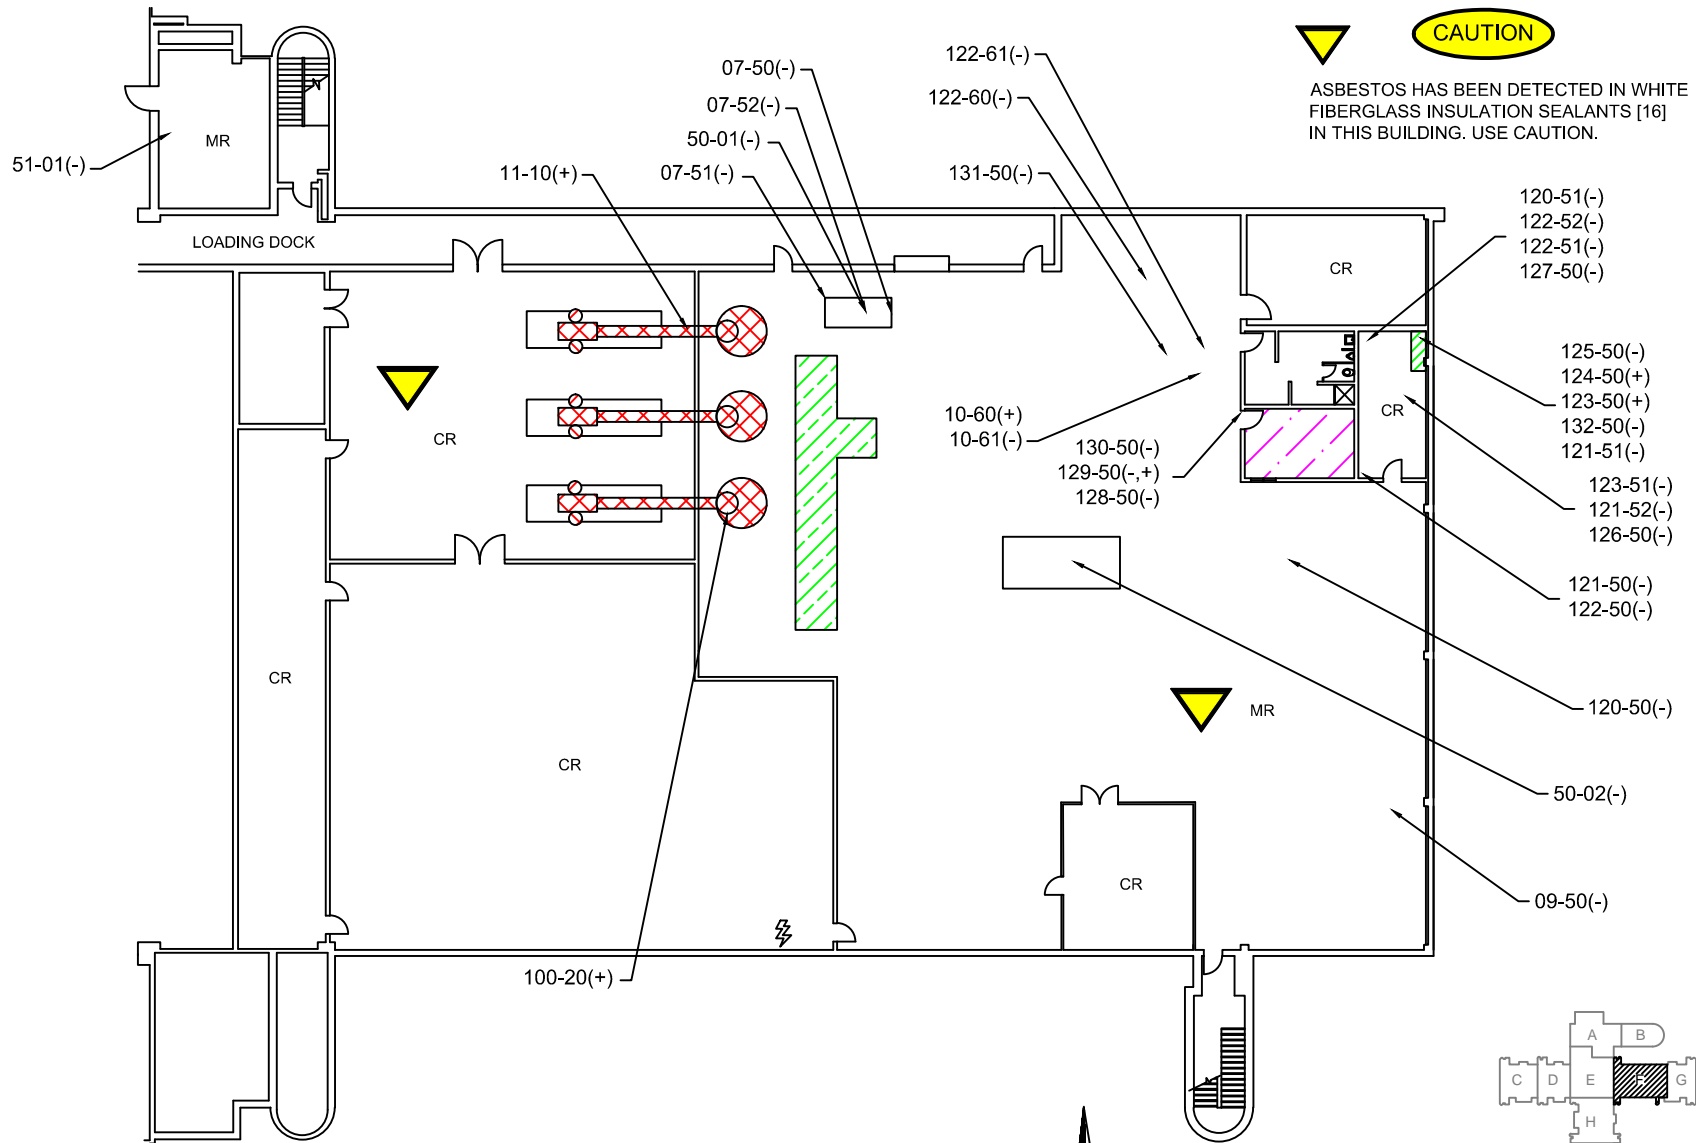 CAUTION
ASBESTOS HAS BEEN DETECTED IN WHITE
FIBERGLASS INSULATION SEALANTS [16]
IN THIS BUILDING. USE CAUTION.
122-61(-)
07-50(-)
122-60(-)
07-52(-)
50-01(-)
MR
51-01(-)
11-10(+)
07-51(-)
131-50(-)
120-51(-)
122-52(-)
122-51(-)
127-50(-)
LOADING DOCK
CR
125-50(-)
124-50(+)
123-50(+)
132-50(-)
121-51(-)
CR
CR
10-60(+)
10-61(-)
130-50(-)
129-50(-,+)
128-50(-)
123-51(-)
121-52(-)
126-50(-)
121-50(-)
122-50(-)
CR
MR
120-50(-)
CR
50-02(-)
CR
09-50(-)
100-20(+)
A
B
C
D
E
F
G
H